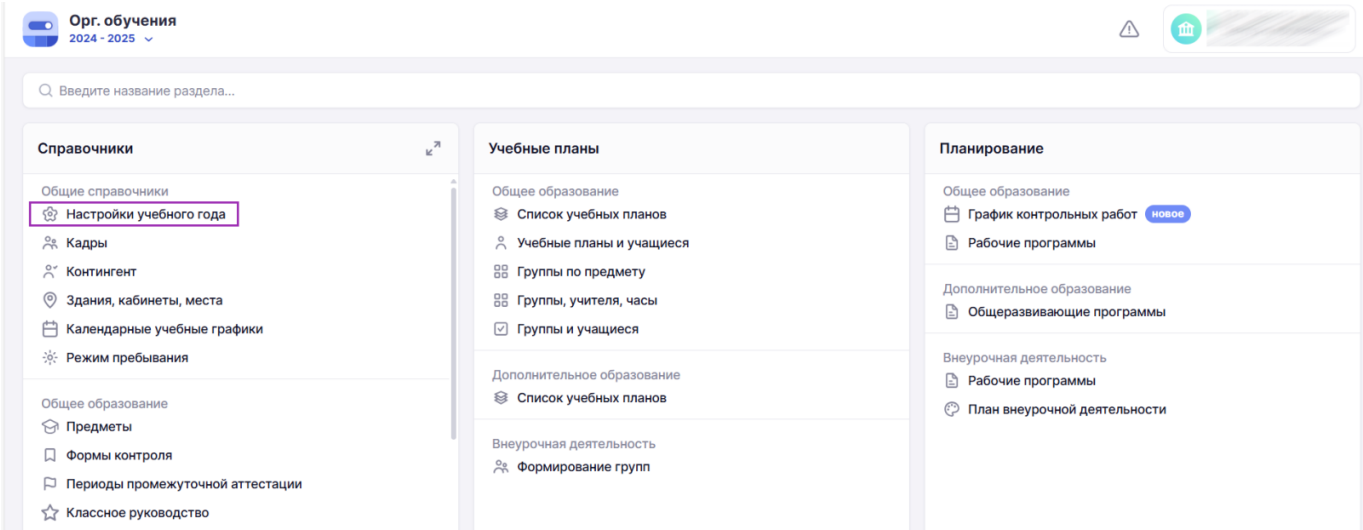 Орг. обучения
2024 - 2025
Введите название раздела...
Справочники
Общие справочники
Настройки учебного года
Кадры
Контингент
Здания, кабинеты, места
Календарные учебные графики
Режим пребывания
Общее образование
Предметы
Формы контроля
Периоды промежуточной аттестации
Классное руководство
Учебные планы
Общее образование
Список учебных планов
Учебные планы и учащиеся
Группы по предмету
Группы, учителя, часы
Группы и учащиеся
Дополнительное образование
Список учебных планов
Внеурочная деятельность
Формирование групп
Планирование
Общее образование
График контрольных работ новое
Рабочие программы
Дополнительное образование
Общеразвивающие программы
Внеурочная деятельность
Рабочие программы
План внеурочной деятельности